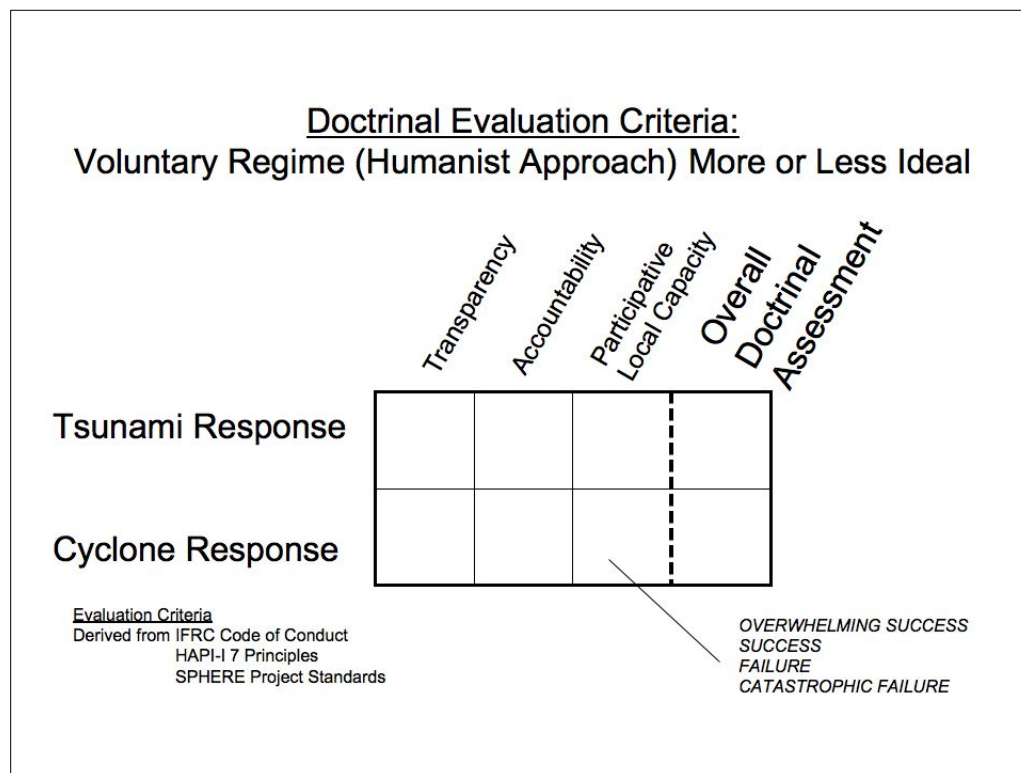 Doctrinal Evaluation Criteria:
Voluntary Regime (Humanist Approach) More or Less Ideal
Transparency
Accountability
Participative
Local Capacity
Overall
Doctrinal
Assessment
Tsunami Response
Cyclone Response
Evaluation Criteria
Derived from IFRC Code of Conduct
HAPI-I 7 Principles
SPHERE Project Standards
OVERWHELMING SUCCESS
SUCCESS
FAILURE
CATASTROPHIC FAILURE